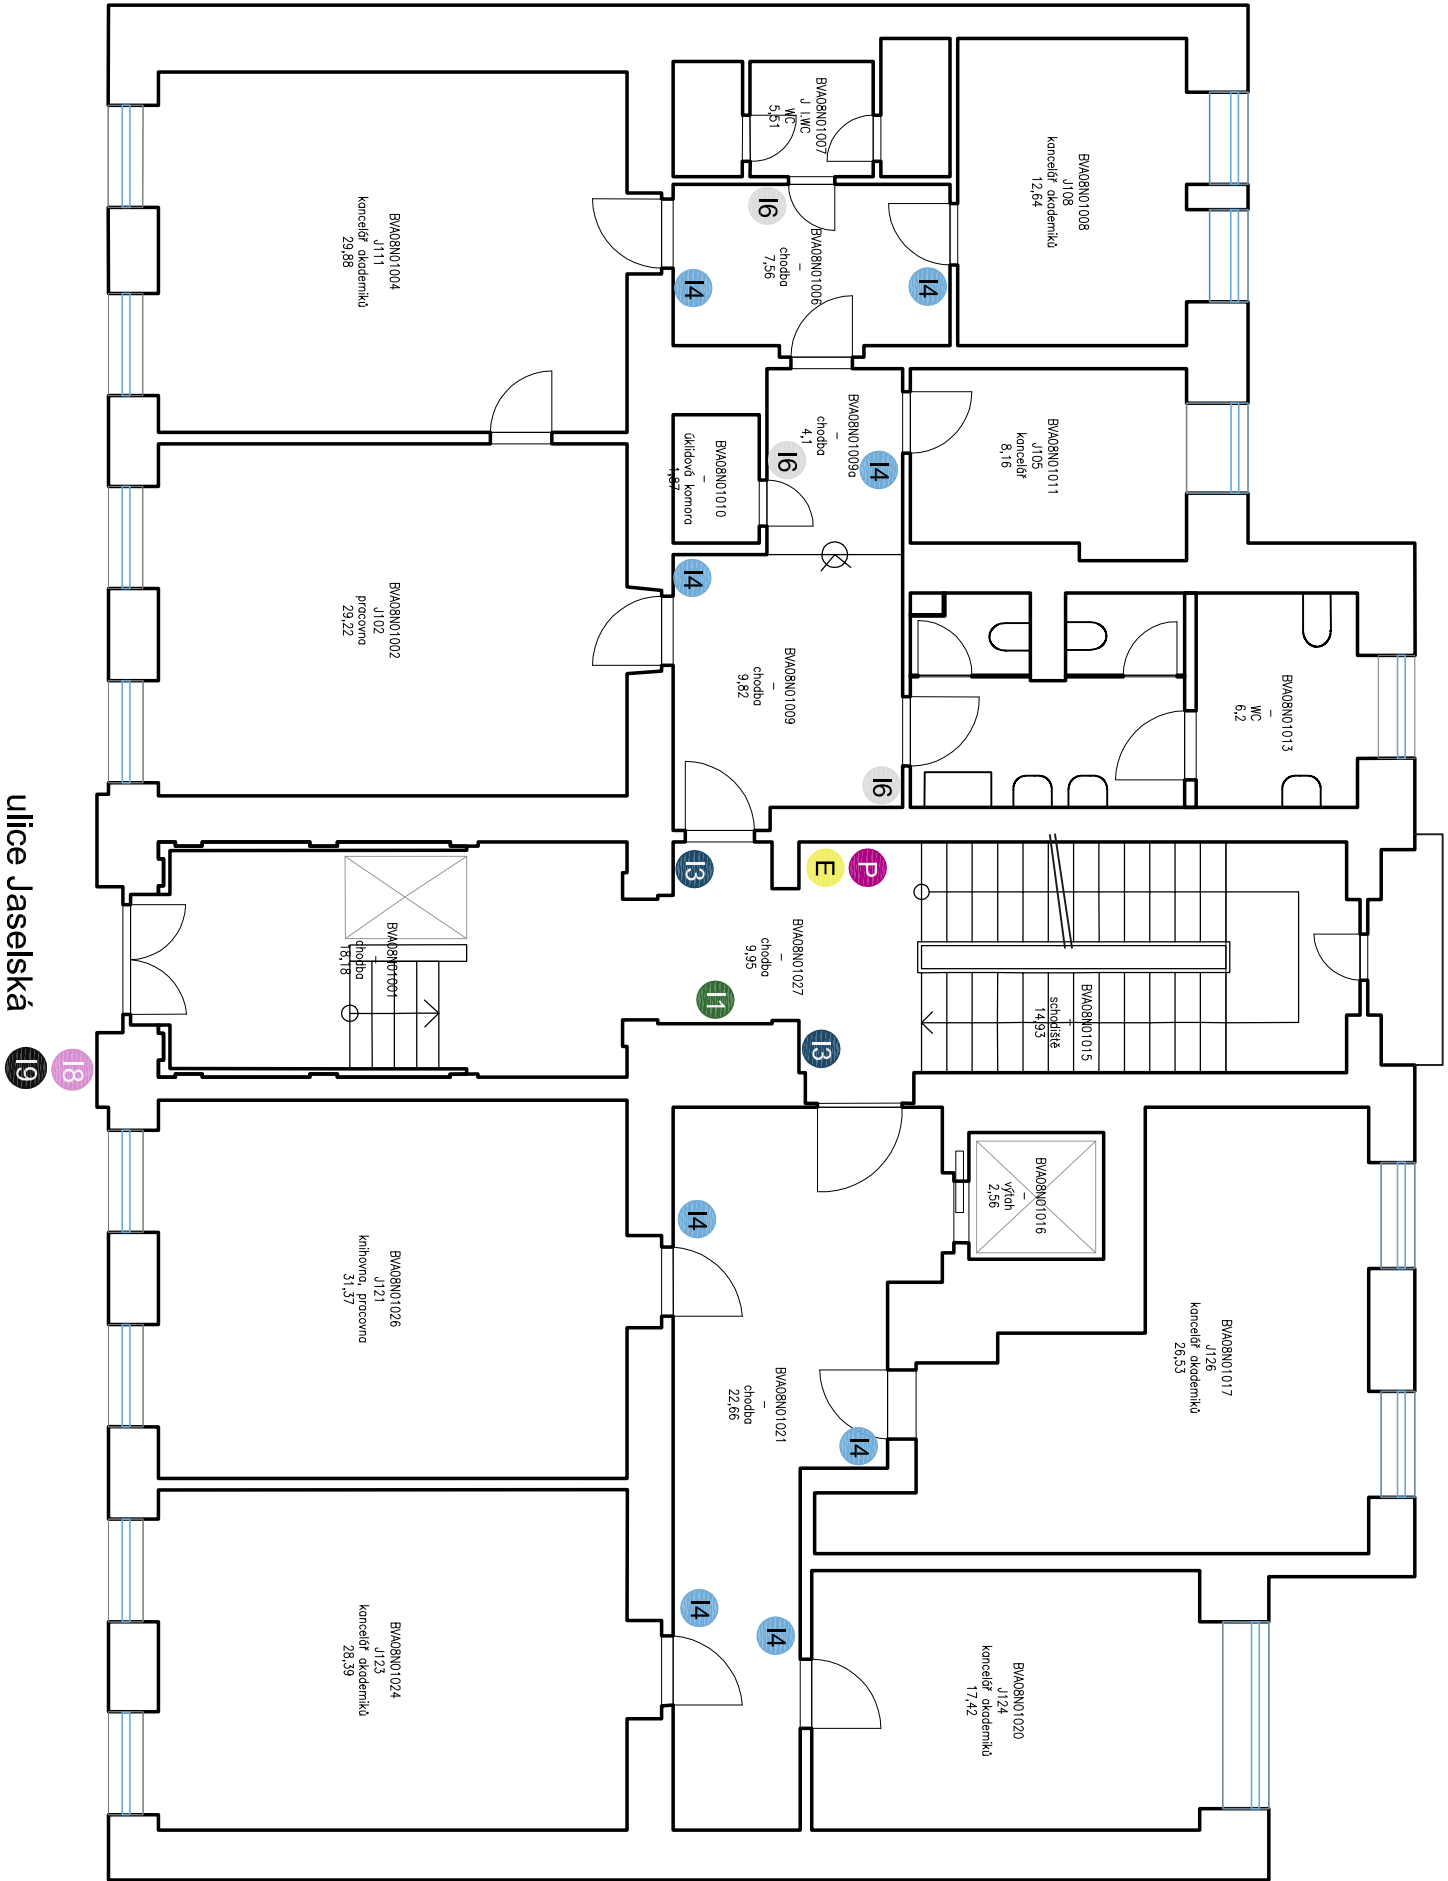 BVA08N01008
J108
kancelář akademiků
12,64
BVA08N01007
J I.WC
WC
5,51
BVA08N01004
J111
kancelář akademiků
29,88
I6
BVA08N01006
–
chodba
7,56
I4
I4
BVA08N01011
J105
kancelář
8,16
BVA08N01009a
–
chodba
4,1
I4
I6
BVA08N01010
–
úklidová komora
1,87
BVA08N01002
J102
pracovna
29,22
I4
BVA08N01009
–
chodba
9,82
I6
BVA08N01013
–
WC
6,2
I3
E
P
BVA08N01001
–
chodba
18,18
BVA08N01027
–
chodba
9,95
I1
I3
BVA08N01015
–
schodiště
14,93
ulice Jaselská
I9
I8
BVA08N01016
–
výtah
2,56
I4
BVA08N01026
J121
knihovna, pracovna
31,37
BVA08N01021
–
chodba
22,66
I4
BVA08N01017
J126
kancelář akademiků
26,53
I4
I4
BVA08N01024
J123
kancelář akademiků
28,39
BVA08N01020
J124
kancelář akademiků
17,42